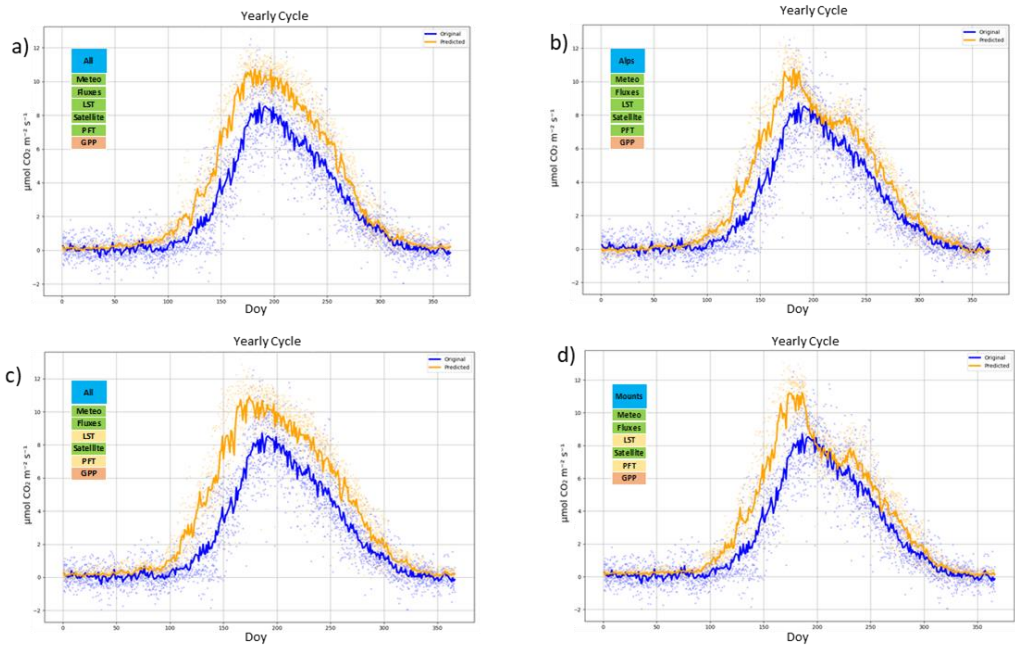 Yearly Cycle
a)
12
10
8
6
4
2
0
−2
μmol CO₂ m⁻² s⁻¹
All
Meteo
Fluxes
LST
Satellite
PFT
GPP
Original
Predicted
0 50 100 150 200 250 300 350
Doy
Yearly Cycle
b)
12
10
8
6
4
2
0
−2
μmol CO₂ m⁻² s⁻¹
Alps
Meteo
Fluxes
LST
Satellite
PFT
GPP
Original
Predicted
0 50 100 150 200 250 300 350
Doy
Yearly Cycle
c)
12
10
8
6
4
2
0
−2
μmol CO₂ m⁻² s⁻¹
All
Meteo
Fluxes
LST
Satellite
PFT
GPP
Original
Predicted
0 50 100 150 200 250 300 350
Doy
Yearly Cycle
d)
12
10
8
6
4
2
0
−2
μmol CO₂ m⁻² s⁻¹
Mounts
Meteo
Fluxes
LST
Satellite
PFT
GPP
Original
Predicted
0 50 100 150 200 250 300 350
Doy